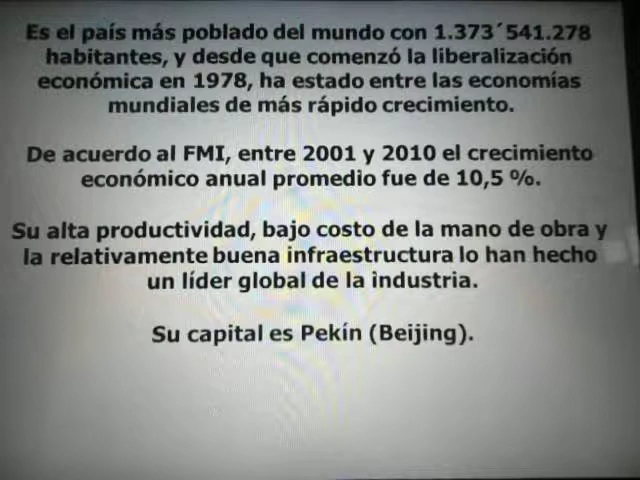 Es el país más poblado del mundo con 1.373´541.278
habitantes, y desde que comenzó la liberalización
económica en 1978, ha estado entre las economías
mundiales de más rápido crecimiento.
De acuerdo al FMI, entre 2001 y 2010 el crecimiento
económico anual promedio fue de 10,5 %.
Su alta productividad, bajo costo de la mano de obra y
la relativamente buena infraestructura lo han hecho
un líder global de la industria.
Su capital es Pekín (Beijing).